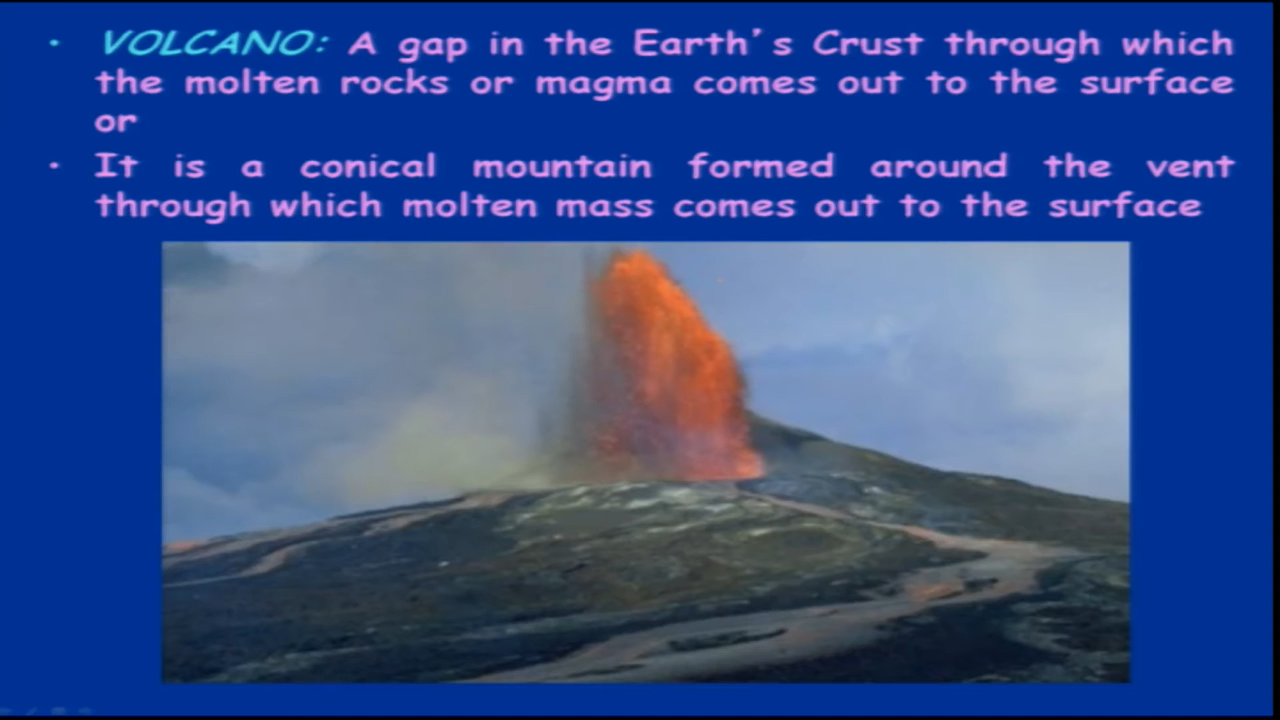 • VOLCANO: A gap in the Earth's Crust through which
the molten rocks or magma comes out to the surface
or
• It is a conical mountain formed around the vent
through which molten mass comes out to the surface